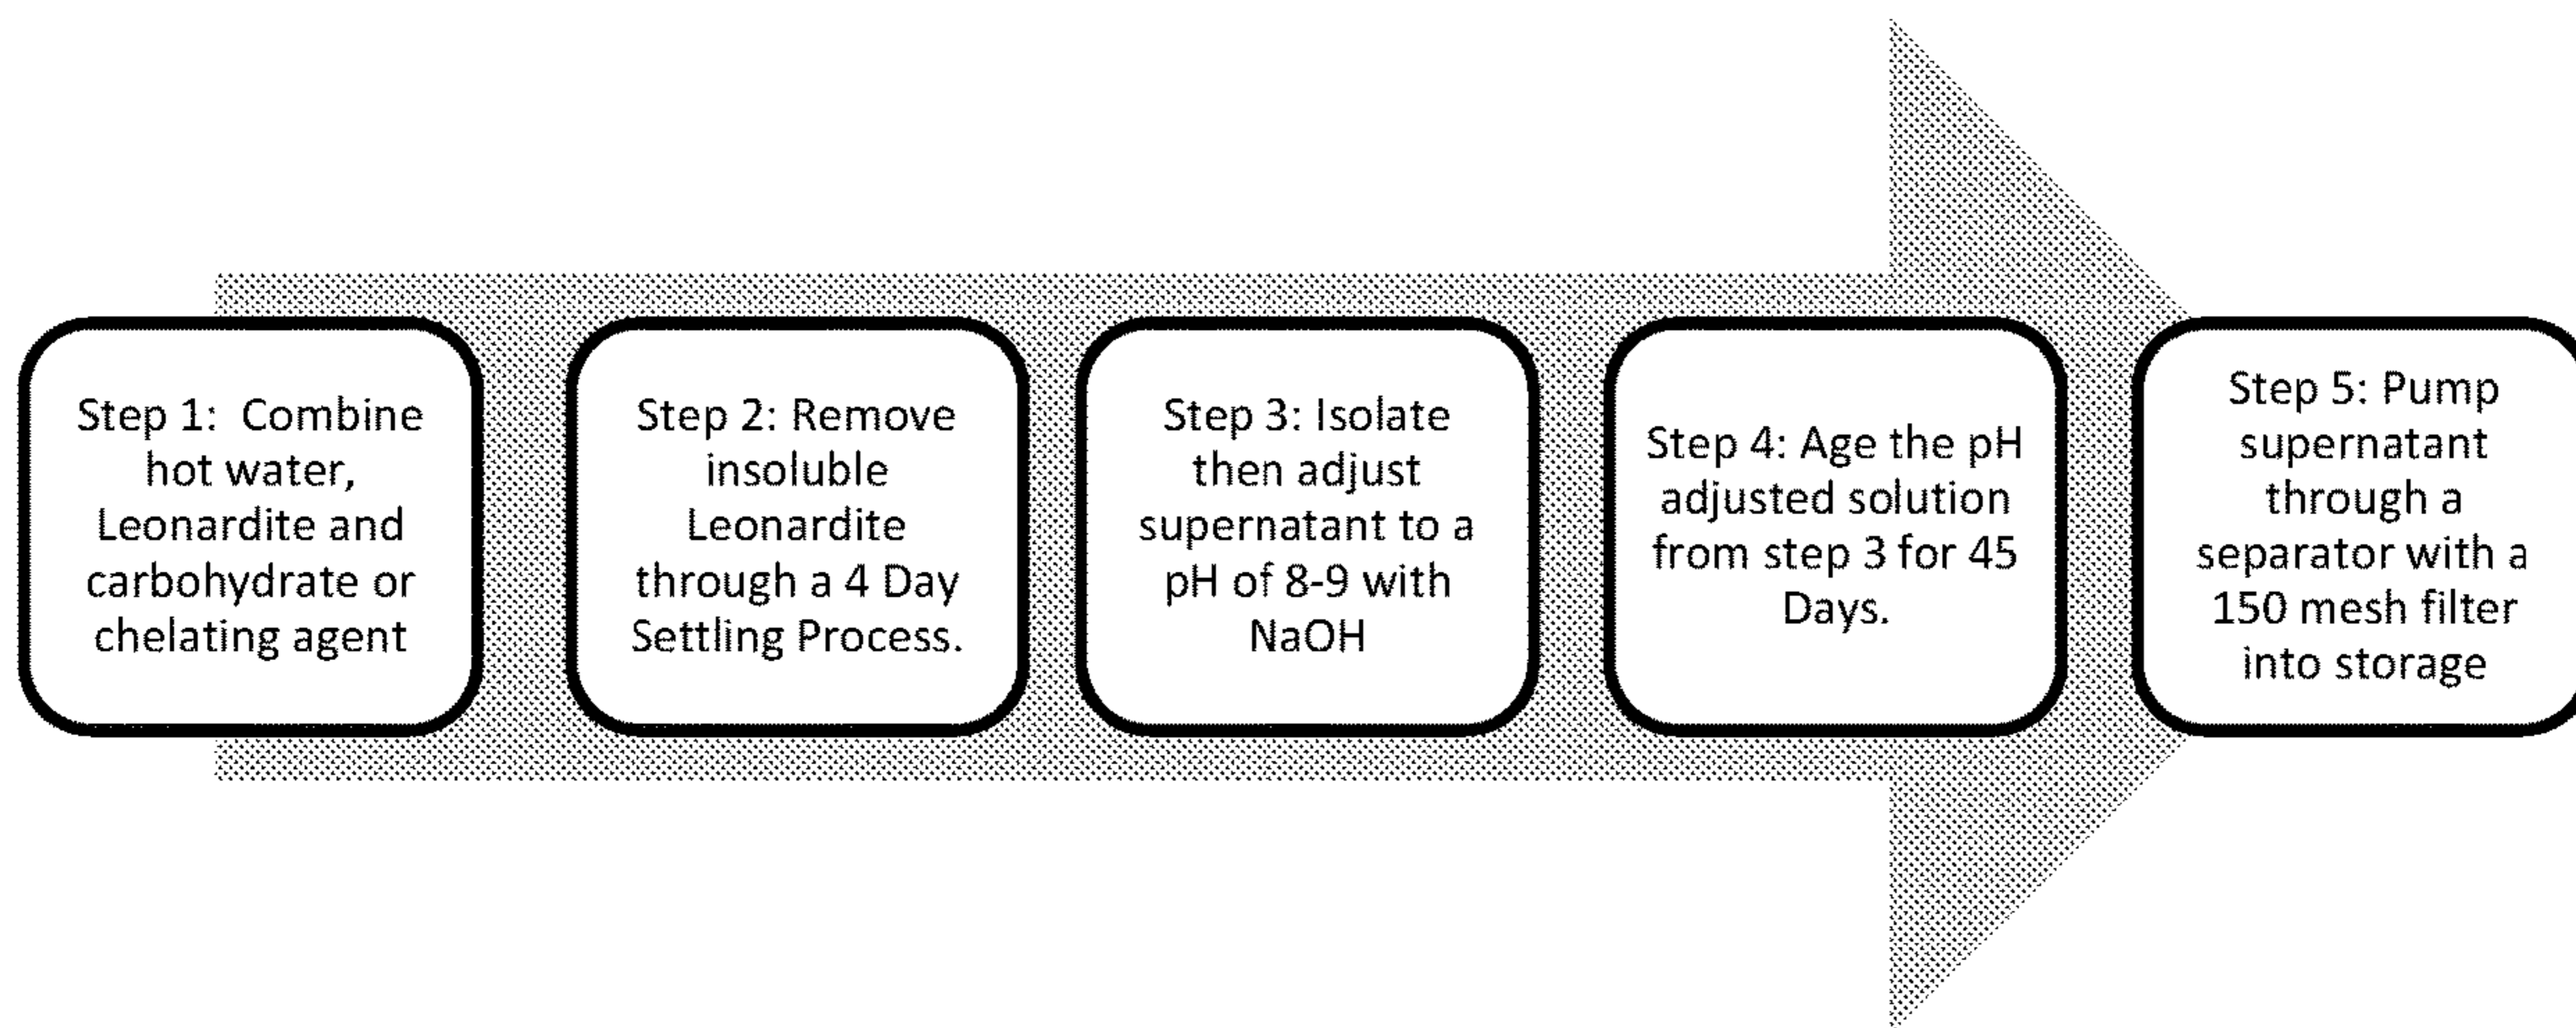 Step 1:  Combine
hot water,
Leonardite and
carbohydrate or
chelating agent
Step 2: Remove
insoluble
Leonardite
through a 4 Day
Settling Process.
Step 3: Isolate
then adjust
supernatant to a
pH of 8-9 with
NaOH
Step 4: Age the pH
adjusted solution
from step 3 for 45
Days.
Step 5: Pump
supernatant
through a
separator with a
150 mesh filter
into storage